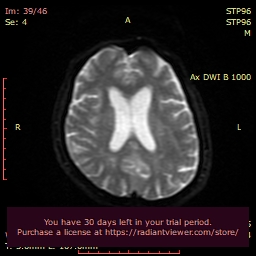 Im: 39/46
Se: 4
STP96
STP96
M
A
Ax DWI B 1000
R
L
You have 30 days left in your trial period.
Purchase a license at https://radiantviewer.com/store/